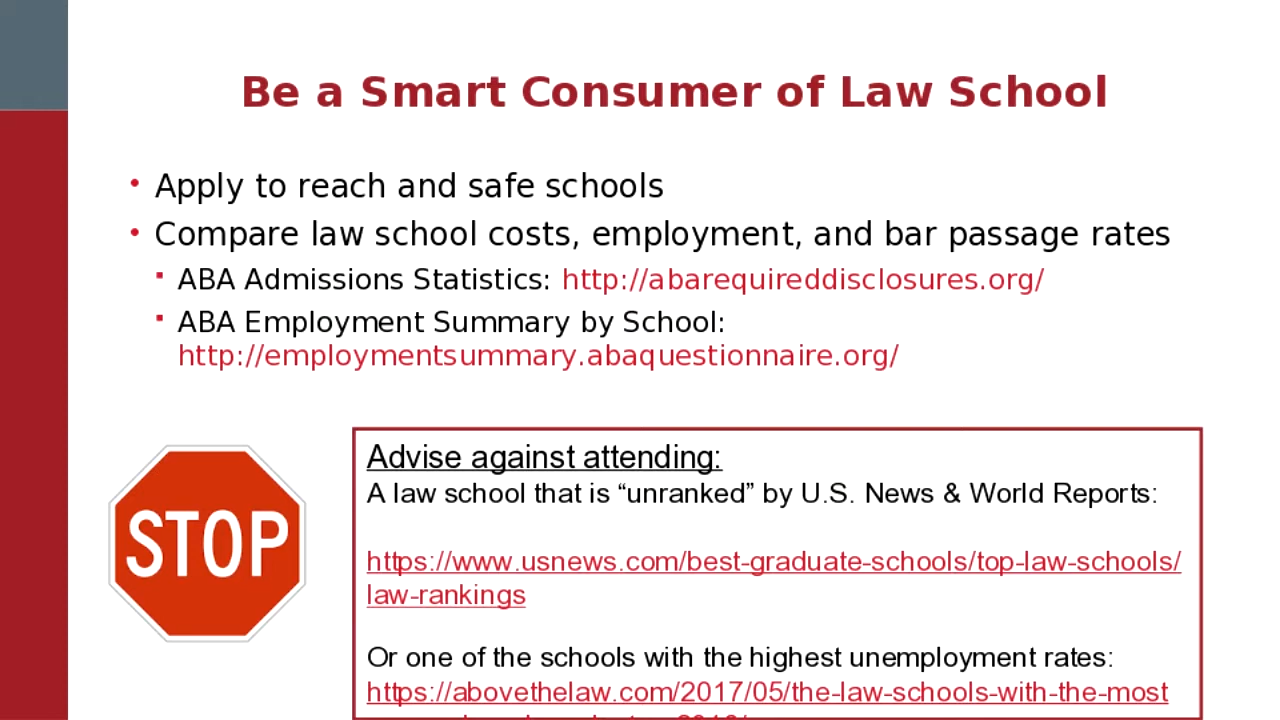 Be a Smart Consumer of Law School
• Apply to reach and safe schools
• Compare law school costs, employment, and bar passage rates
▪ ABA Admissions Statistics: http://abarequireddisclosures.org/
▪ ABA Employment Summary by School:
http://employmentsummary.abaquestionnaire.org/
STOP
Advise against attending:
A law school that is “unranked” by U.S. News & World Reports:
https://www.usnews.com/best-graduate-schools/top-law-schools/
law-rankings
Or one of the schools with the highest unemployment rates:
https://abovethelaw.com/2017/05/the-law-schools-with-the-most